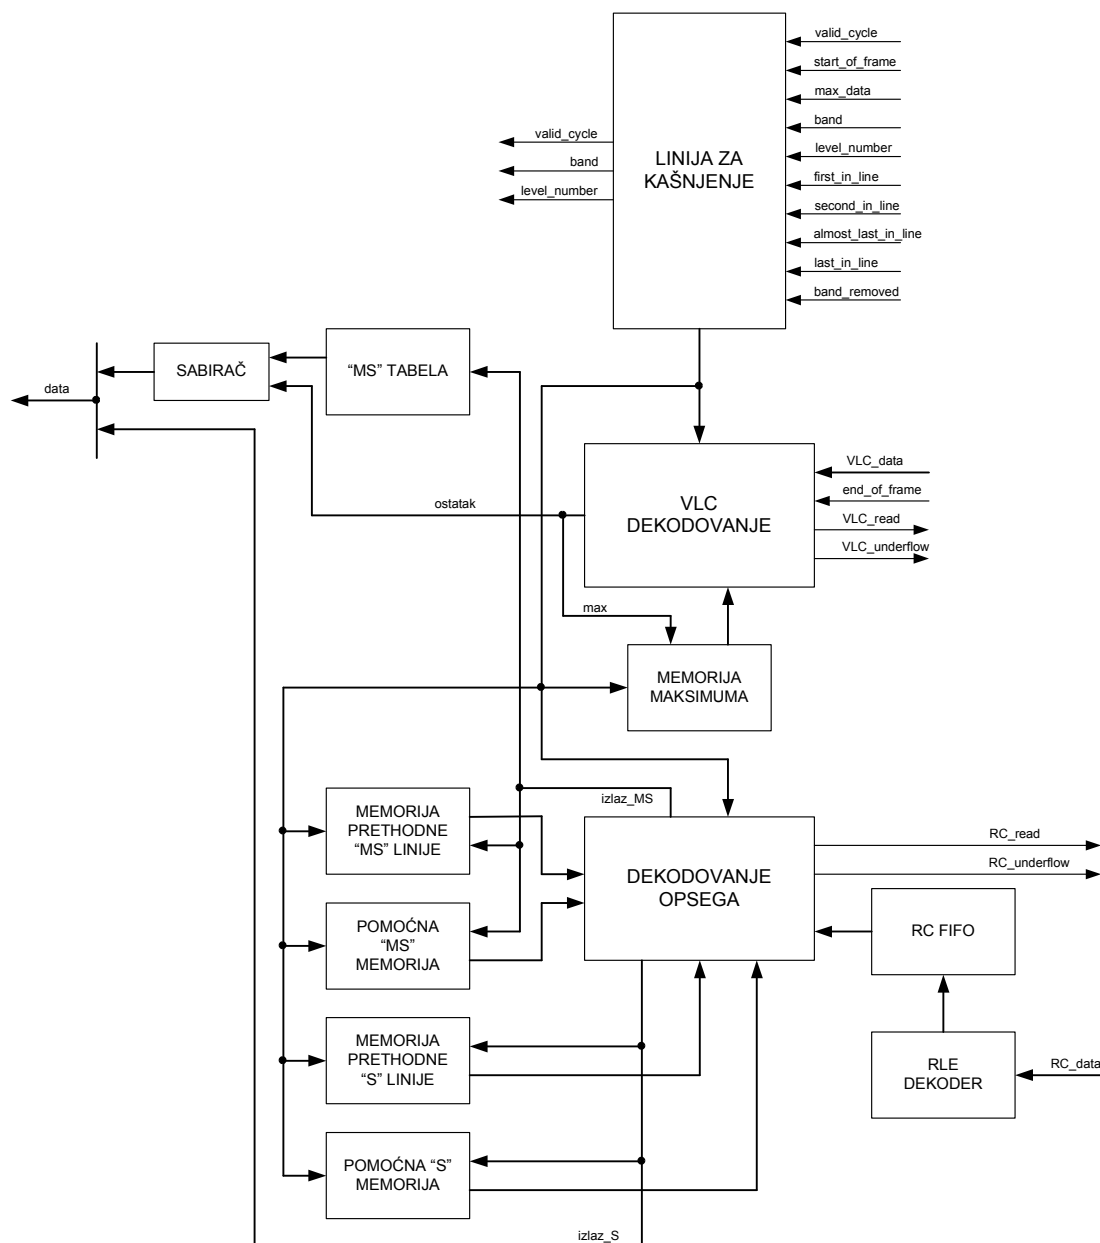 valid_cycle
start_of_frame
max_data
band
level_number
first_in_line
second_in_line
almost_last_in_line
last_in_line
band_removed
LINIJA ZA
KAŠNJENJE
valid_cycle
band
level_number
SABIRAČ
“MS” TABELA
data
VLC
DEKODOVANJE
VLC_data
end_of_frame
VLC_read
VLC_underflow
ostatak
max
MEMORIJA
MAKSIMUMA
izlaz_MS
MEMORIJA
PRETHODNE
“MS” LINIJE
DEKODOVANJE
OPSEGA
RC_read
RC_underflow
POMOĆNA
“MS”
MEMORIJA
RC FIFO
MEMORIJA
PRETHODNE
“S” LINIJE
RLE
DEKODER
RC_data
POMOĆNA “S”
MEMORIJA
izlaz_S